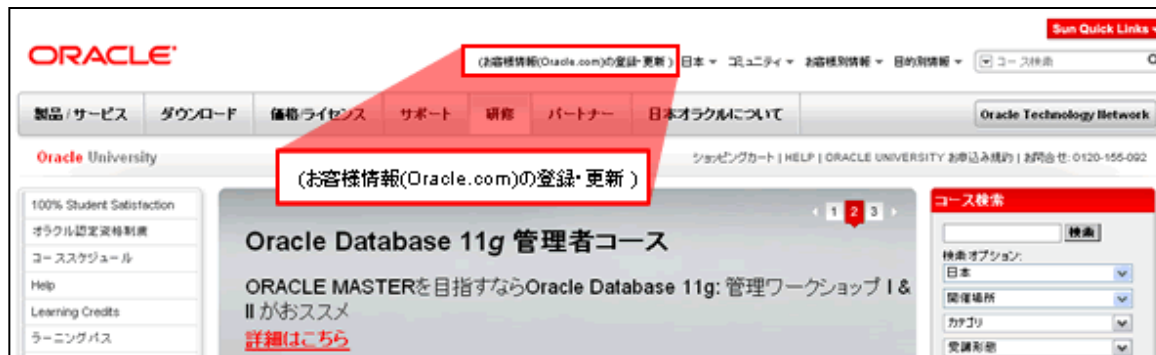 Sun Quick Links
ORACLE
(お客様情報(Oracle.com)の登録・更新 ) 日本 コミュニティ お客様別情報 目的別情報 コース検索
製品/サービス ダウンロード 価格/ライセンス サポート 研修 パートナー 日本オラクルについて Oracle Technology Network
Oracle University
ショッピングカート | HELP | ORACLE UNIVERSITY お申込み規約 | お問合せ: 0120-155-092
(お客様情報(Oracle.com)の登録・更新 )
100% Student Satisfaction
オラクル認定資格制度
コーススケジュール
Help
Learning Credits
ラーニングパス
1 2 3
Oracle Database 11g 管理者コース
ORACLE MASTERを目指すならOracle Database 11g: 管理ワークショップ I &
II がおススメ
詳細はこちら
コース検索
検索
検索オプション:
日本
開催場所
カテゴリ
受講形態